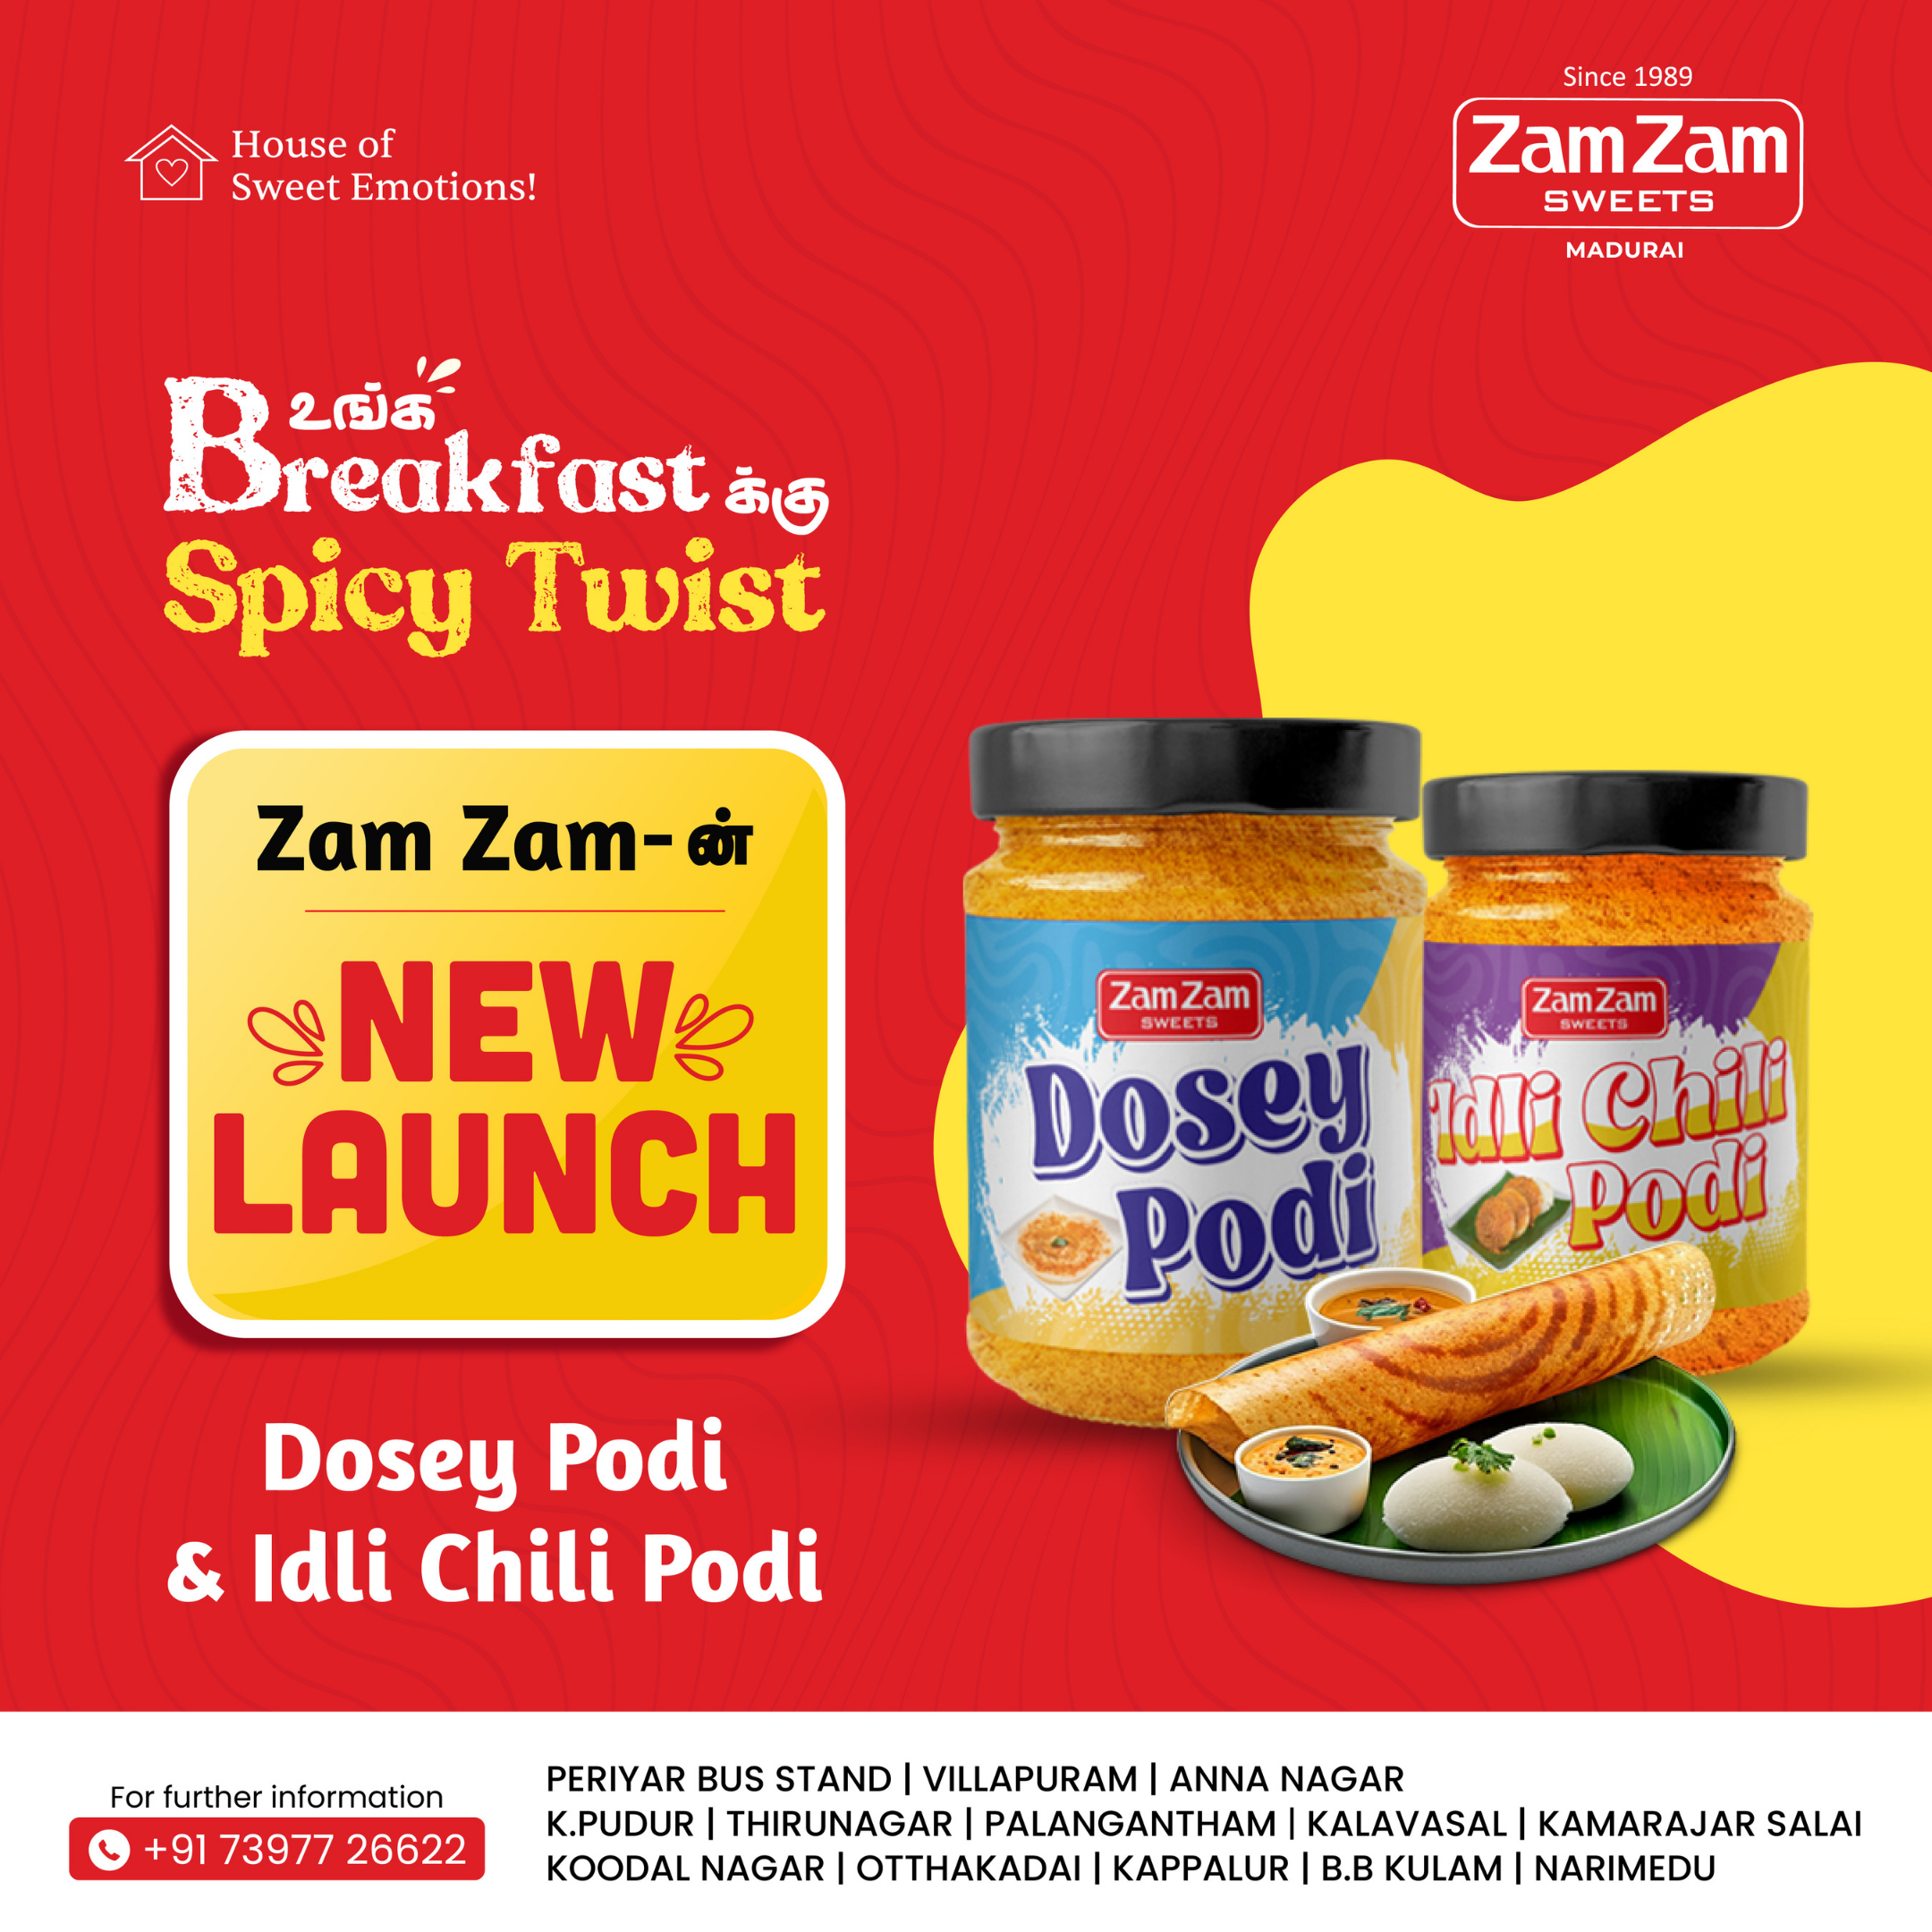 House of
Sweet Emotions!
Since 1989
Zam Zam
SWEETS
MADURAI
உங்க
Breakfast க்கு
Spicy Twist
Zam Zam-ன்
NEW
LAUNCH
Dosey Podi
& Idli Chili Podi
Zam Zam
SWEETS
Dosey
Podi
Zam Zam
SWEETS
Idli Chili
Podi
For further information
+91 73977 26622
PERIYAR BUS STAND | VILLAPURAM | ANNA NAGAR
K.PUDUR | THIRUNAGAR | PALANGANTHAM | KALAVASAL | KAMARAJAR SALAI
KOODAL NAGAR | OTTHAKADAI | KAPPALUR | B.B KULAM | NARIMEDU